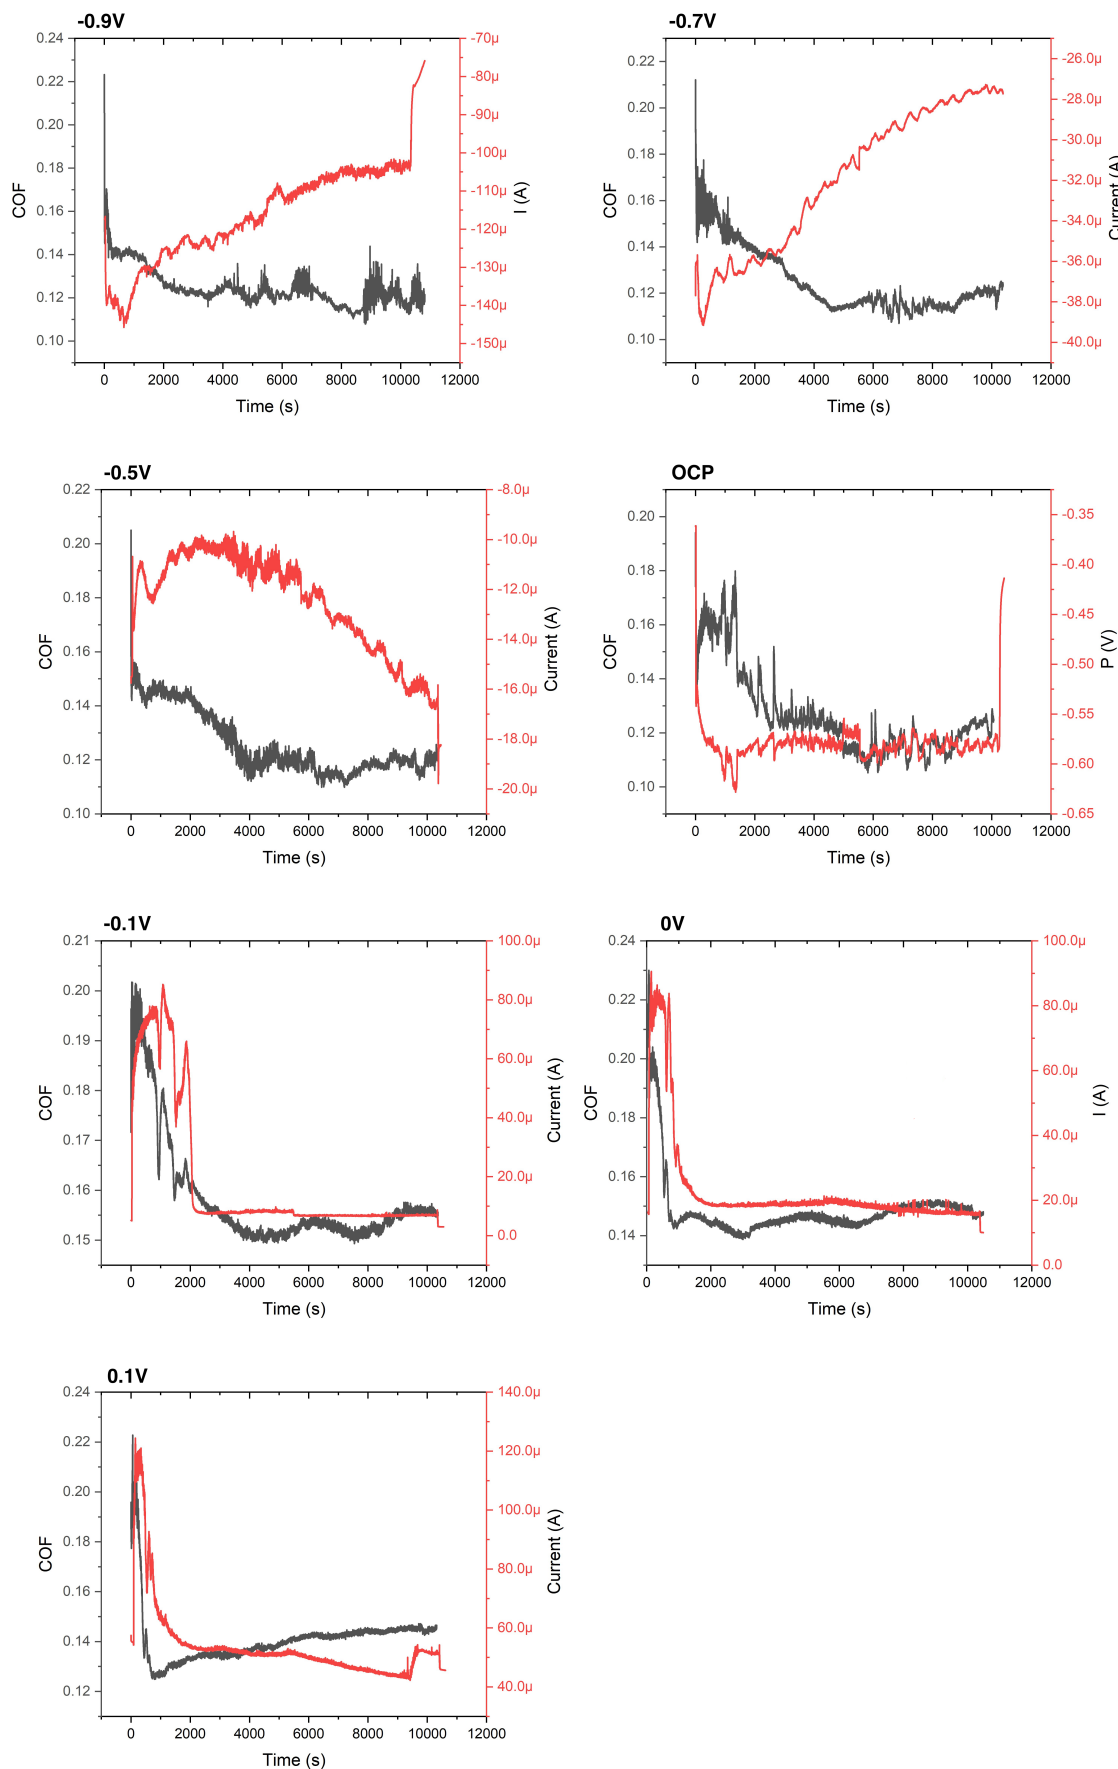 -0.9V
0.24
0.22
0.20
0.18
0.16
0.14
0.12
0.10
COF
-70µ
-80µ
-90µ
-100µ
-110µ
-120µ
-130µ
-140µ
-150µ
I (A)
0 2000 4000 6000 8000 10000 12000
Time (s)
-0.7V
0.22
0.20
0.18
0.16
0.14
0.12
0.10
COF
-26.0µ
-28.0µ
-30.0µ
-32.0µ
-34.0µ
-36.0µ
-38.0µ
-40.0µ
Current (A)
0 2000 4000 6000 8000 10000 12000
Time (s)
-0.5V
0.22
0.20
0.18
0.16
0.14
0.12
0.10
COF
-8.0µ
-10.0µ
-12.0µ
-14.0µ
-16.0µ
-18.0µ
-20.0µ
Current (A)
0 2000 4000 6000 8000 10000 12000
Time (s)
OCP
0.20
0.18
0.16
0.14
0.12
0.10
COF
-0.35
-0.40
-0.45
-0.50
-0.55
-0.60
-0.65
P (V)
0 2000 4000 6000 8000 10000 12000
Time (s)
-0.1V
0.21
0.20
0.19
0.18
0.17
0.16
0.15
COF
100.0µ
80.0µ
60.0µ
40.0µ
20.0µ
0.0
Current (A)
0 2000 4000 6000 8000 10000 12000
Time (s)
0V
0.24
0.22
0.20
0.18
0.16
0.14
COF
100.0µ
80.0µ
60.0µ
40.0µ
20.0µ
0.0
I (A)
0 2000 4000 6000 8000 10000 12000
Time (s)
0.1V
0.24
0.22
0.20
0.18
0.16
0.14
0.12
COF
140.0µ
120.0µ
100.0µ
80.0µ
60.0µ
40.0µ
Current (A)
0 2000 4000 6000 8000 10000 12000
Time (s)